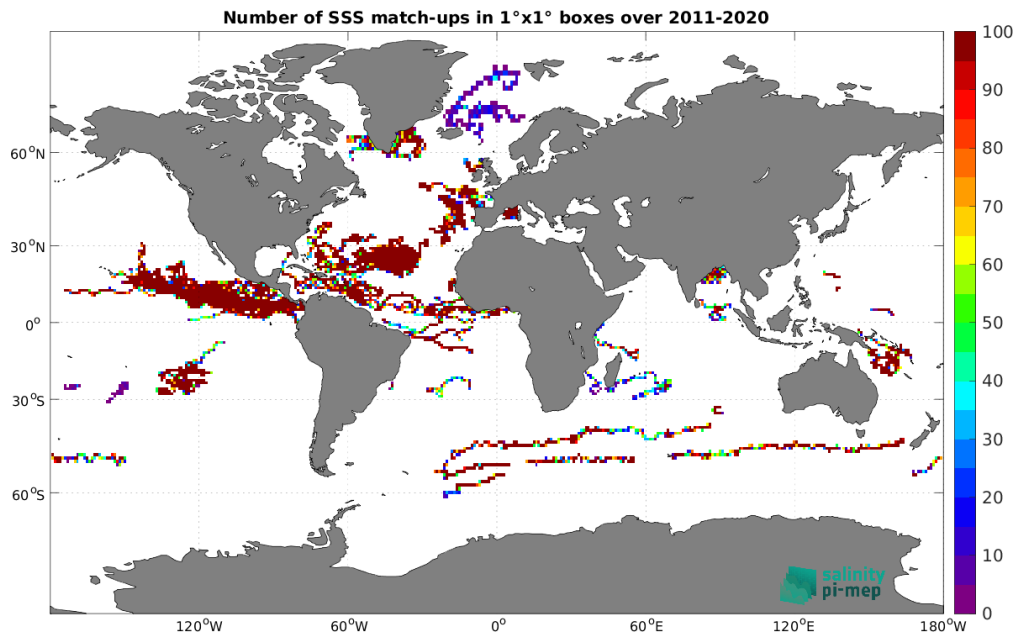 Number of SSS match-ups in 1°x1° boxes over 2011-2020
100
90
80
70
60
50
40
30
20
10
0
60°N
30°N
0°
30°S
60°S
120°W
60°W
0°E
60°E
120°E
180°W
salinity
pi-mep